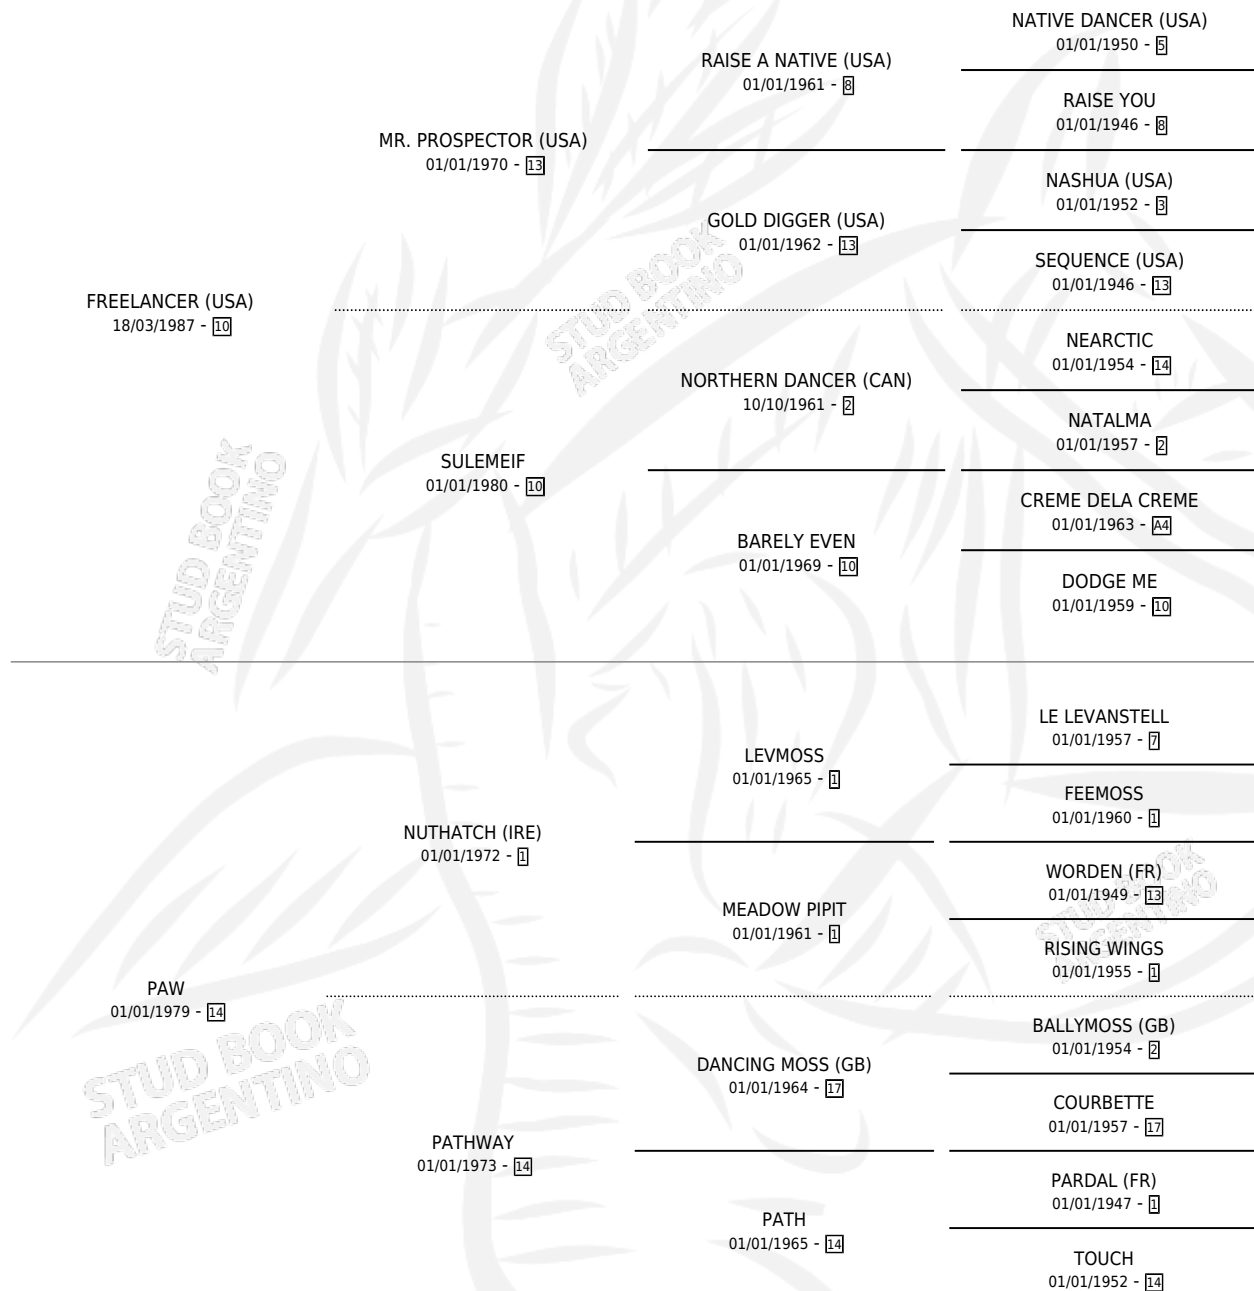 NATIVE DANCER (USA)
01/01/1950 - 5
RAISE A NATIVE (USA)
01/01/1961 - 8
RAISE YOU
01/01/1946 - 8
MR. PROSPECTOR (USA)
01/01/1970 - 13
NASHUA (USA)
01/01/1952 - 3
GOLD DIGGER (USA)
01/01/1962 - 13
SEQUENCE (USA)
01/01/1946 - 13
FREELANCER (USA)
18/03/1987 - 10
STUD BOOK
ARGENTINO
NEARCTIC
01/01/1954 - 14
NORTHERN DANCER (CAN)
10/10/1961 - 2
NATALMA
01/01/1957 - 2
SULEMEIF
01/01/1980 - 10
CREME DELA CREME
01/01/1963 - A4
BARELY EVEN
01/01/1969 - 10
DODGE ME
01/01/1959 - 10
STUD BOOK
ARGENTINO
LE LEVANSTELL
01/01/1957 - 7
LEVMOSS
01/01/1965 - 1
FEEMOSS
01/01/1960 - 1
NUTHATCH (IRE)
01/01/1972 - 1
WORDEN (FR)
01/01/1949 - 13
MEADOW PIPIT
01/01/1961 - 1
RISING WINGS
01/01/1955 - 1
STUD BOOK
ARGENTINO
PAW
01/01/1979 - 14
BALLYMOSS (GB)
01/01/1954 - 2
DANCING MOSS (GB)
01/01/1964 - 17
COURBETTE
01/01/1957 - 17
STUD BOOK
ARGENTINO
PATHWAY
01/01/1973 - 14
PARDAL (FR)
01/01/1947 - 1
PATH
01/01/1965 - 14
TOUCH
01/01/1952 - 14